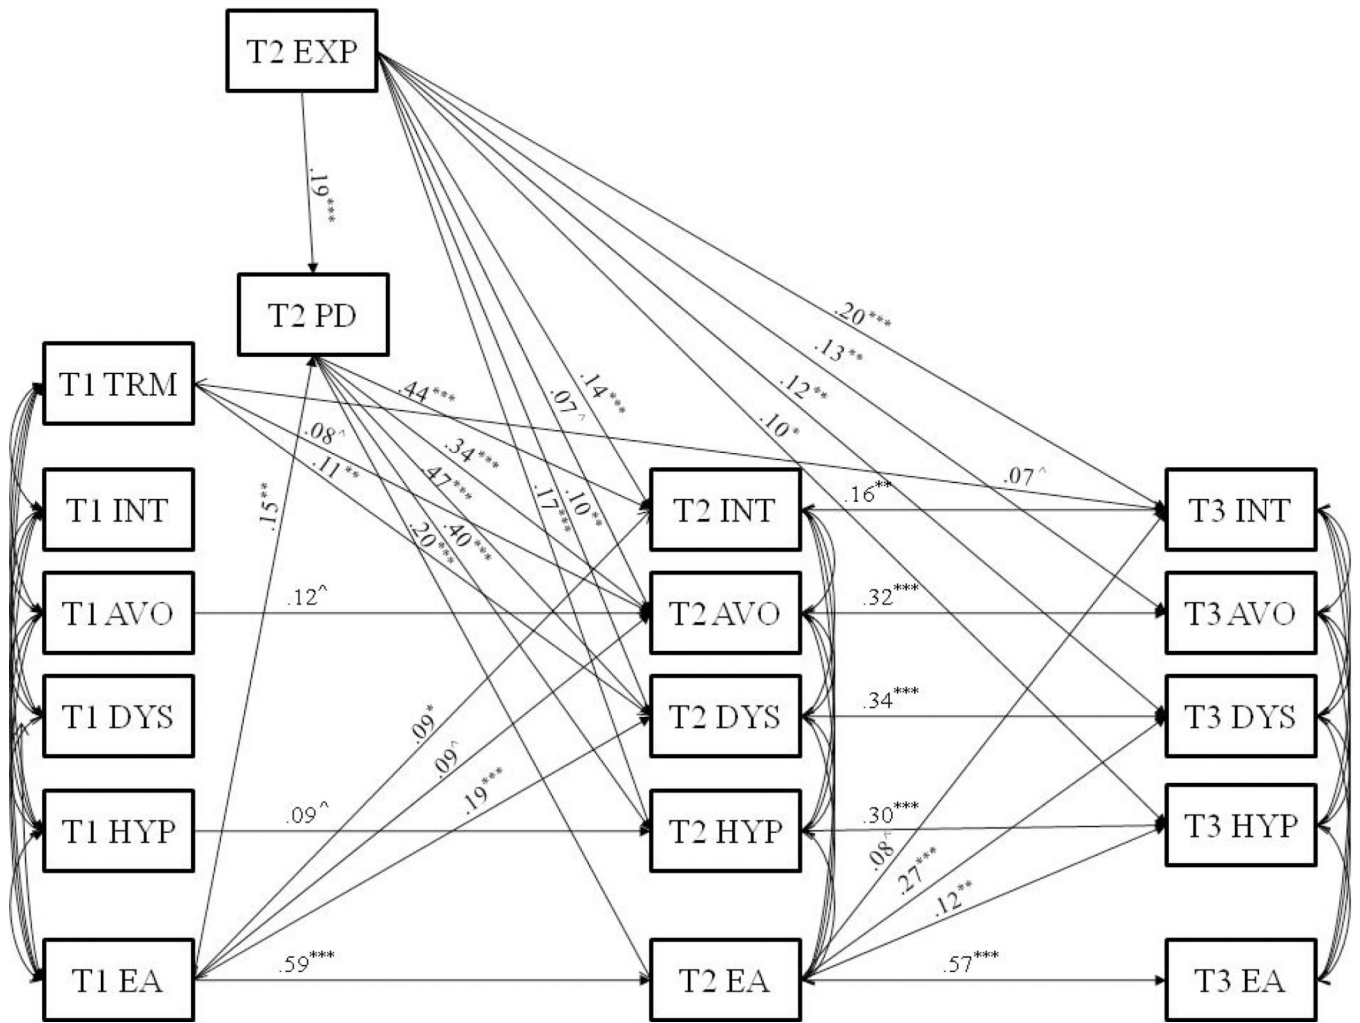 T2 EXP
.19***
T2 PD
.20***
.13**
.12**
.10*
T1 TRM
.44***
.14***
.07^
.08^
.34***
.11**
.47***
.07^
.15**
.40***
.20***
.10**
.17***
.16**
T1 INT
T2 INT
T3 INT
T1 AVO
.12^
T2 AVO
.32***
T3 AVO
T1 DYS
T2 DYS
.34***
T3 DYS
.09*
.09^
.19***
T1 HYP
.09^
T2 HYP
.30***
T3 HYP
.08^
.27***
.12**
T1 EA
.59***
T2 EA
.57***
T3 EA